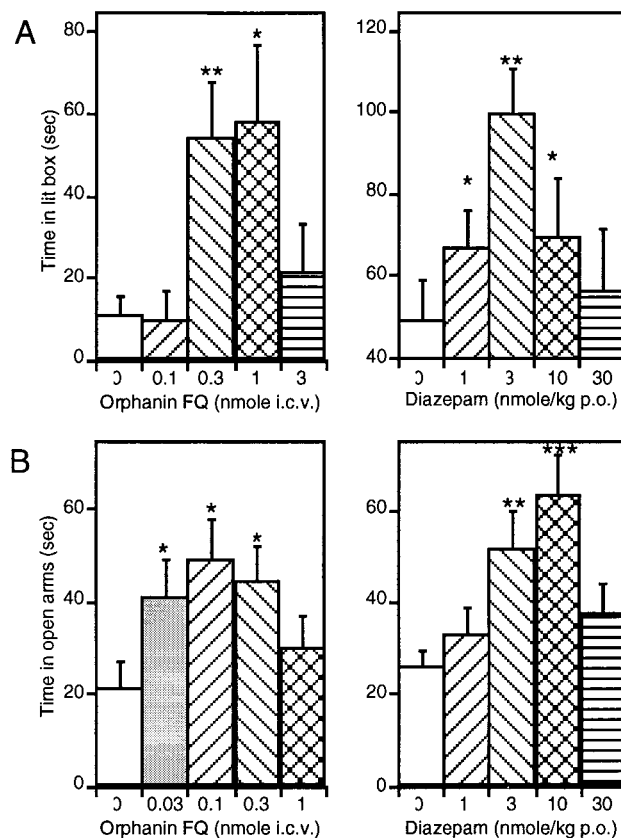 A
Time in lit box (sec)
80
60
40
20
0
** *
0 0.1 0.3 1 3
Orphanin FQ (nmole i.c.v.)
120
100
80
60
40
* ** *
0 1 3 10 30
Diazepam (nmole/kg p.o.)
B
Time in open arms (sec)
60
40
20
0
* * *
0 0.03 0.1 0.3 1
Orphanin FQ (nmole i.c.v.)
60
40
20
0
** ***
0 1 3 10 30
Diazepam (nmole/kg p.o.)